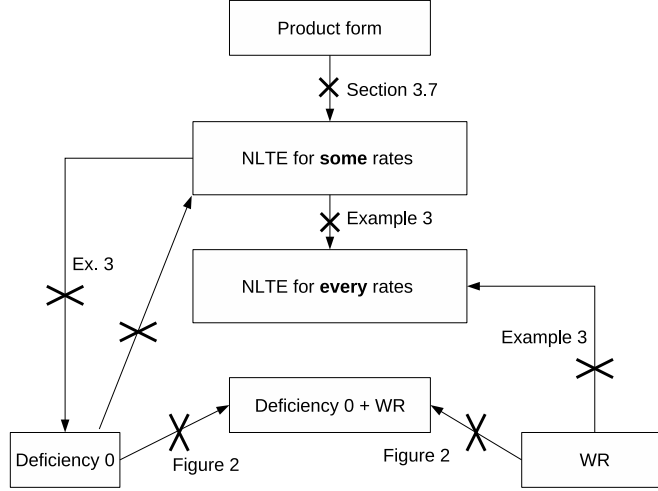 Product form
Section 3.7
NLTE for some rates
Example 3
Ex. 3
NLTE for every rates
Example 3
Deficiency 0 + WR
Deficiency 0
Figure 2
Figure 2
WR